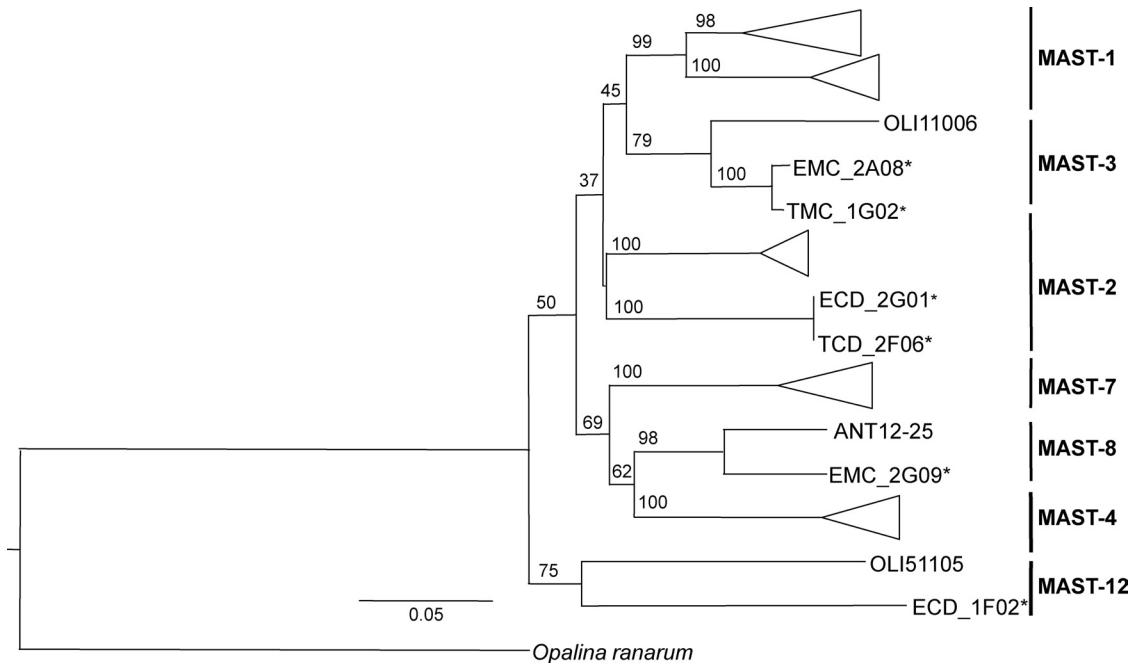 98
99
MAST-1
100
45
OLI11006
79
EMC_2A08*
MAST-3
100
37
TMC_1G02*
100
MAST-2
ECD_2G01*
50
100
TCD_2F06*
100
MAST-7
69
98
ANT12-25
MAST-8
62
EMC_2G09*
100
MAST-4
OLI51105
75
MAST-12
0.05
ECD_1F02*
Opalina ranarum